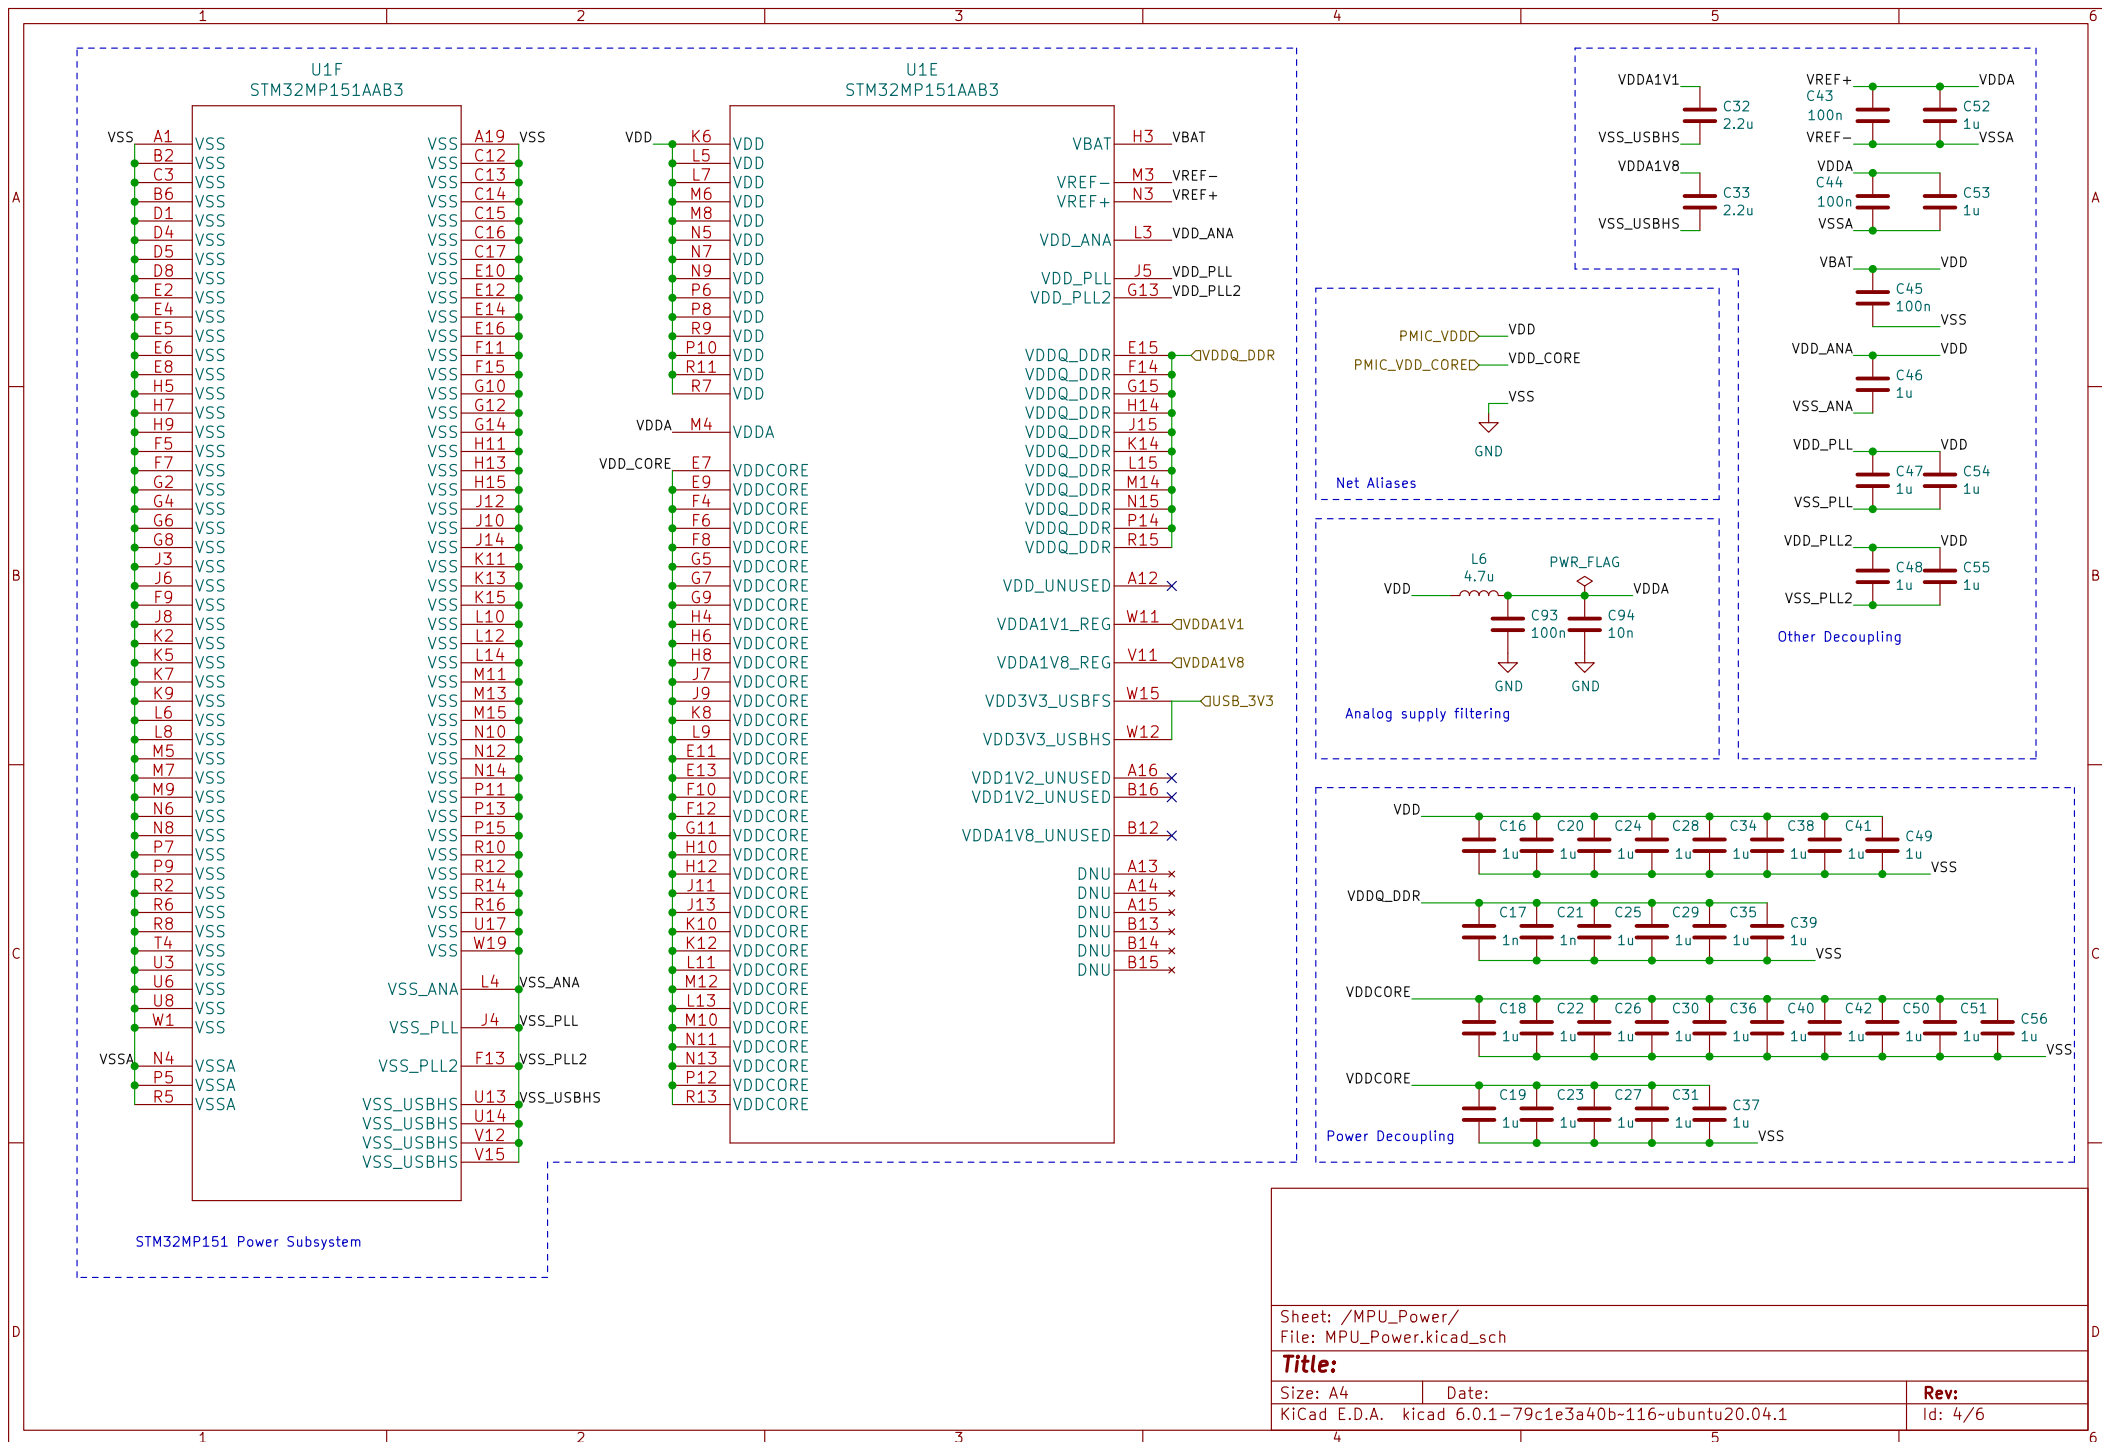 1 2 3 4 5 6
A
B
C
D
U1F
STM32MP151AAB3
VSS A1 VSS
B2 VSS
C3 VSS
B6 VSS
D1 VSS
D4 VSS
D5 VSS
D8 VSS
E2 VSS
E4 VSS
E5 VSS
E6 VSS
E8 VSS
H5 VSS
H7 VSS
H9 VSS
F5 VSS
F7 VSS
G2 VSS
G4 VSS
G6 VSS
G8 VSS
J3 VSS
J6 VSS
F9 VSS
J8 VSS
K2 VSS
K5 VSS
K7 VSS
K9 VSS
L6 VSS
L8 VSS
M5 VSS
M7 VSS
M9 VSS
N6 VSS
N8 VSS
P7 VSS
P9 VSS
R2 VSS
R6 VSS
R8 VSS
T4 VSS
U3 VSS
U6 VSS
U8 VSS
W1 VSS
VSSA N4 VSSA
P5 VSSA
R5 VSSA
VSS A19 VSS
VSS C12
VSS C13
VSS C14
VSS C15
VSS C16
VSS C17
VSS E10
VSS E12
VSS E14
VSS E16
VSS F11
VSS F15
VSS G10
VSS G12
VSS G14
VSS H11
VSS H13
VSS H15
VSS J12
VSS J10
VSS J14
VSS K11
VSS K13
VSS K15
VSS L10
VSS L12
VSS L14
VSS M11
VSS M13
VSS M15
VSS N10
VSS N12
VSS N14
VSS P11
VSS P13
VSS P15
VSS R10
VSS R12
VSS R14
VSS R16
VSS U17
VSS W19
VSS_ANA L4 VSS_ANA
VSS_PLL J4 VSS_PLL
VSS_PLL2 F13 VSS_PLL2
VSS_USBHS U13 VSS_USBHS
VSS_USBHS U14
VSS_USBHS V12
VSS_USBHS V15
STM32MP151 Power Subsystem
U1E
STM32MP151AAB3
VDD K6 VDD
L5 VDD
L7 VDD
M6 VDD
M8 VDD
N5 VDD
N7 VDD
N9 VDD
P6 VDD
P8 VDD
R9 VDD
P10 VDD
R11 VDD
R7 VDD
VDDA M4 VDDA
VDD_CORE E7 VDDCORE
E9 VDDCORE
F4 VDDCORE
F6 VDDCORE
F8 VDDCORE
G5 VDDCORE
G7 VDDCORE
G9 VDDCORE
H4 VDDCORE
H6 VDDCORE
H8 VDDCORE
J7 VDDCORE
J9 VDDCORE
K8 VDDCORE
L9 VDDCORE
E11 VDDCORE
E13 VDDCORE
F10 VDDCORE
F12 VDDCORE
G11 VDDCORE
H10 VDDCORE
H12 VDDCORE
J11 VDDCORE
J13 VDDCORE
K10 VDDCORE
K12 VDDCORE
L11 VDDCORE
M12 VDDCORE
L13 VDDCORE
M10 VDDCORE
N11 VDDCORE
N13 VDDCORE
P12 VDDCORE
R13 VDDCORE
VBAT H3 VBAT
VREF- M3 VREF-
VREF+ N3 VREF+
VDD_ANA L3 VDD_ANA
VDD_PLL J5 VDD_PLL
VDD_PLL2 G13 VDD_PLL2
VDDQ_DDR E15 VDDQ_DDR
VDDQ_DDR F14
VDDQ_DDR G15
VDDQ_DDR H14
VDDQ_DDR J15
VDDQ_DDR K14
VDDQ_DDR L15
VDDQ_DDR M14
VDDQ_DDR N15
VDDQ_DDR P14
VDDQ_DDR R15
VDD_UNUSED A12
VDDA1V1_REG W11 VDDA1V1
VDDA1V8_REG V11 VDDA1V8
VDD3V3_USBFS W15 USB_3V3
VDD3V3_USBHS W12
VDD1V2_UNUSED A16
VDD1V2_UNUSED B16
VDDA1V8_UNUSED B12
DNU A13
DNU A14
DNU A15
DNU B13
DNU B14
DNU B15
VDDA1V1
C32
2.2u
VSS_USBHS
VDDA1V8
C33
2.2u
VSS_USBHS
VREF+ VDDA
C43 C52
100n 1u
VREF- VSSA
VDDA
C44 C53
100n 1u
VSSA
VBAT VDD
C45
100n
VSS
VDD_ANA VDD
C46
1u
VSS_ANA
VDD_PLL VDD
C47 C54
1u 1u
VSS_PLL
VDD_PLL2 VDD
C48 C55
1u 1u
VSS_PLL2
Other Decoupling
PMIC_VDD VDD
PMIC_VDD_CORE VDD_CORE
VSS
GND
Net Aliases
L6 PWR_FLAG
4.7u
VDD VDDA
C93 C94
100n 10n
GND GND
Analog supply filtering
VDD
C16 C20 C24 C28 C34 C38 C41 C49
1u 1u 1u 1u 1u 1u 1u 1u
VSS
VDDQ_DDR
C17 C21 C25 C29 C35 C39
1n 1n 1u 1u 1u 1u
VSS
VDDCORE
C18 C22 C26 C30 C36 C40 C42 C50 C51 C56
1u 1u 1u 1u 1u 1u 1u 1u 1u 1u
VSS
VDDCORE
C19 C23 C27 C31 C37
1u 1u 1u 1u 1u
VSS
Power Decoupling
Sheet: /MPU_Power/
File: MPU_Power.kicad_sch
Title:
Size: A4 Date: Rev:
KiCad E.D.A. kicad 6.0.1-79c1e3a40b~116~ubuntu20.04.1 Id: 4/6
A
B
C
D
1 2 3 4 5 6